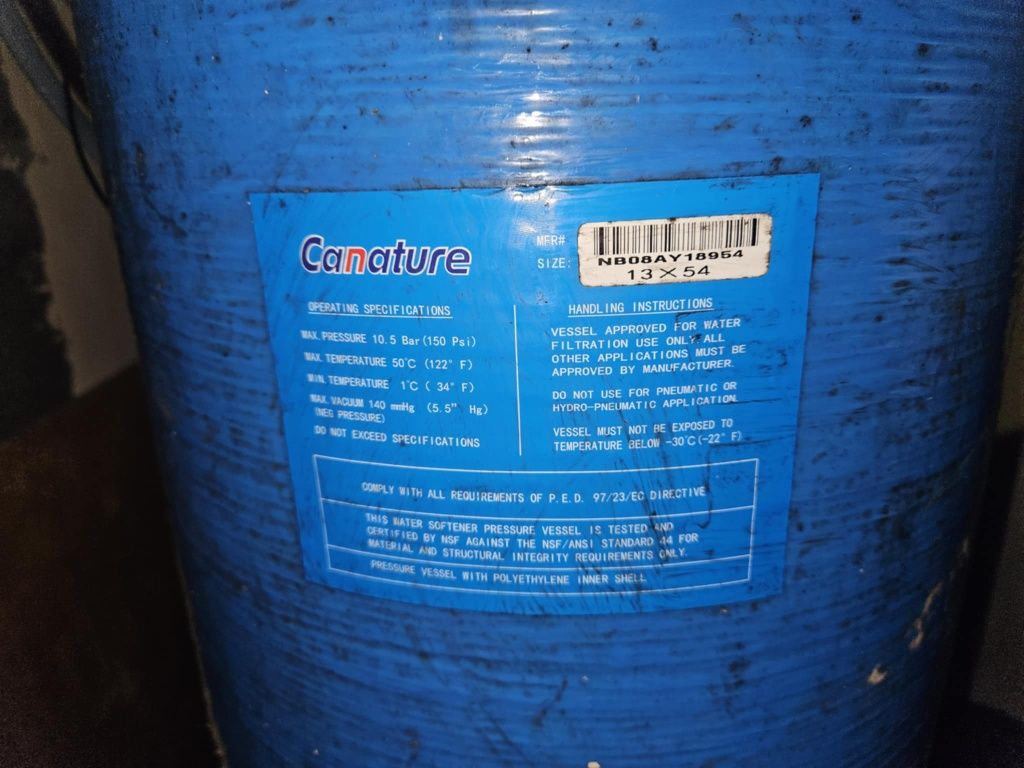 Canature
MFR#
NB08AY18954
SIZE:
13×54
OPERATING SPECIFICATIONS
MAX. PRESSURE 10.5 Bar (150 Psi)
MAX. TEMPERATURE 50℃ (122° F)
MIN. TEMPERATURE 1℃ ( 34° F)
MAX. VACUUM 140 mmHg (5.5" Hg)
(NEG PRESSURE)
DO NOT EXCEED SPECIFICATIONS
HANDLING INSTRUCTIONS
VESSEL APPROVED FOR WATER
FILTRATION USE ONLY ALL
OTHER APPLICATIONS MUST BE
APPROVED BY MANUFACTURER.
DO NOT USE FOR PNEUMATIC OR
HYDRO-PNEUMATIC APPLICATION.
VESSEL MUST NOT BE EXPOSED TO
TEMPERATURE BELOW -30℃(-22° F)
COMPLY WITH ALL REQUIREMENTS OF P.E.D. 97/23/EC DIRECTIVE
THIS WATER SOFTENER PRESSURE VESSEL IS TESTED AND
CERTIFIED BY NSF AGAINST THE NSF/ANSI STANDARD 44 FOR
MATERIAL AND STRUCTURAL INTEGRITY REQUIREMENTS ONLY.
PRESSURE VESSEL WITH POLYETHYLENE INNER SHELL